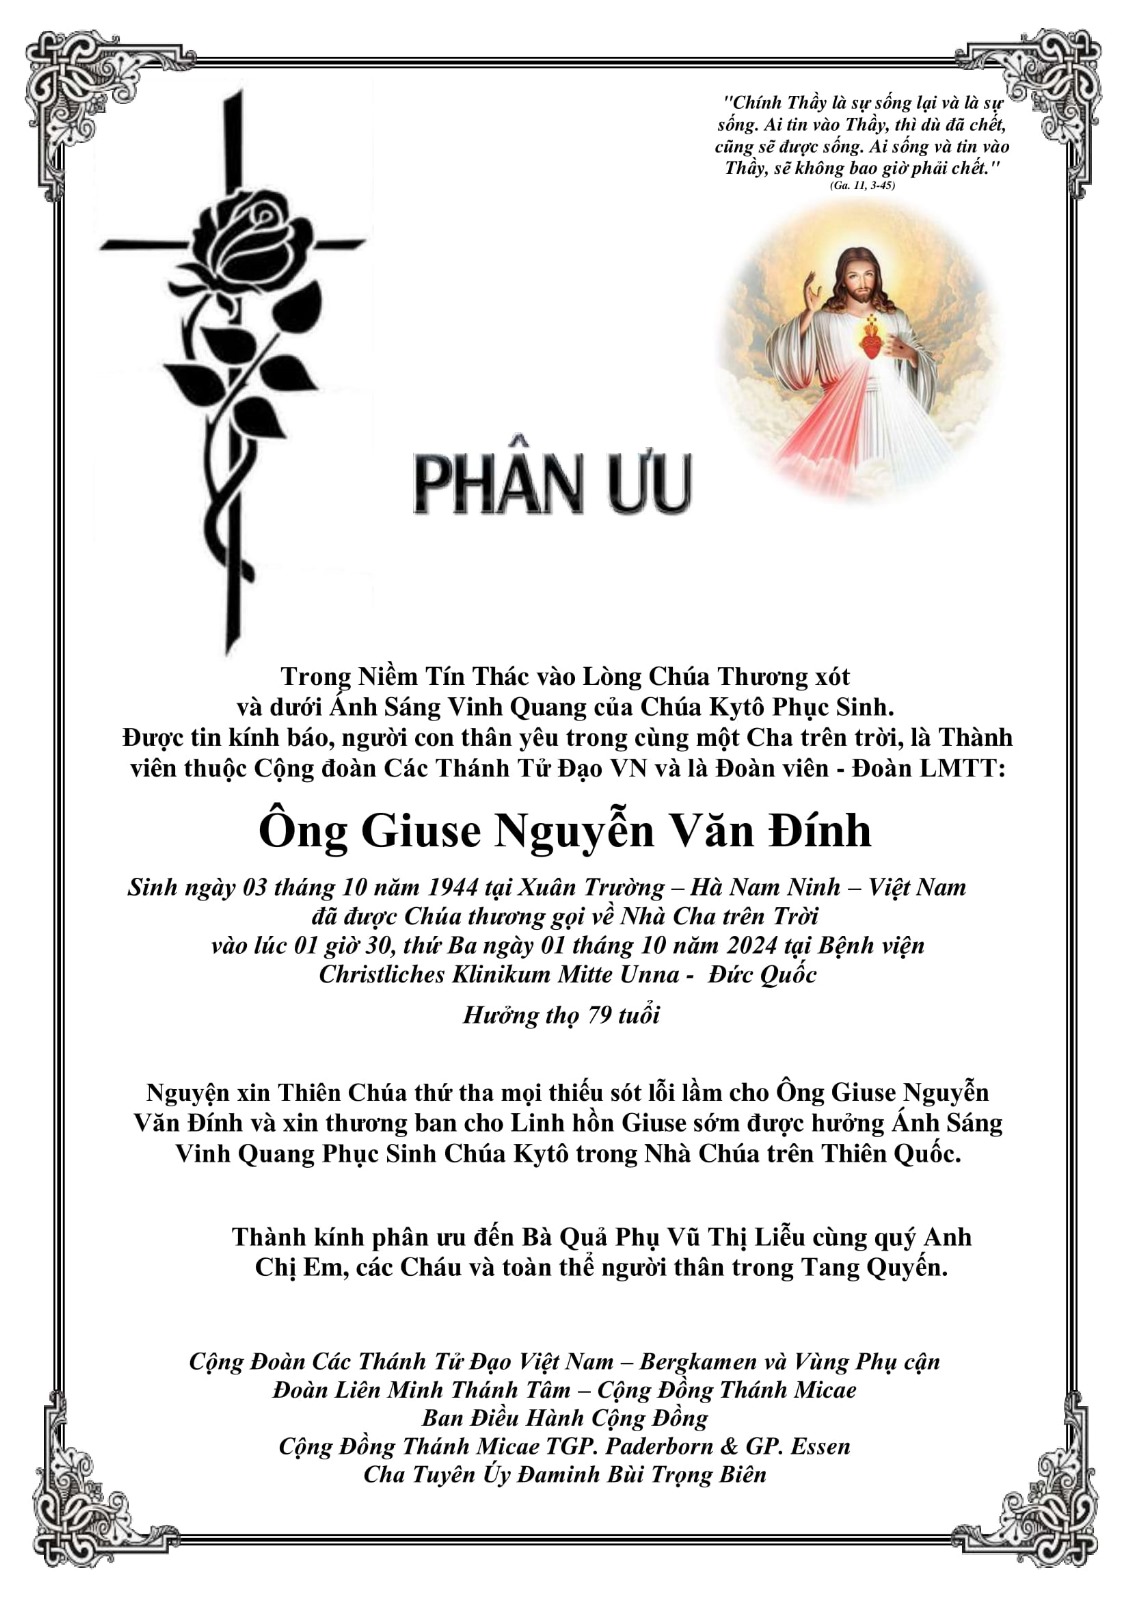 "Chính Thầy là sự sống lại và là sự
sống. Ai tin vào Thầy, thì dù đã chết,
cũng sẽ được sống. Ai sống và tin vào
Thầy, sẽ không bao giờ phải chết."
(Ga. 11, 3-45)
PHÂN ƯU
Trong Niềm Tín Thác vào Lòng Chúa Thương xót
và dưới Ánh Sáng Vinh Quang của Chúa Kytô Phục Sinh.
Được tin kính báo, người con thân yêu trong cùng một Cha trên trời, là Thành
viên thuộc Cộng đoàn Các Thánh Tử Đạo VN và là Đoàn viên - Đoàn LMTT:
Ông Giuse Nguyễn Văn Đính
Sinh ngày 03 tháng 10 năm 1944 tại Xuân Trường – Hà Nam Ninh – Việt Nam
đã được Chúa thương gọi về Nhà Cha trên Trời
vào lúc 01 giờ 30, thứ Ba ngày 01 tháng 10 năm 2024 tại Bệnh viện
Christliches Klinikum Mitte Unna - Đức Quốc
Hưởng thọ 79 tuổi
Nguyện xin Thiên Chúa thứ tha mọi thiếu sót lỗi lầm cho Ông Giuse Nguyễn
Văn Đính và xin thương ban cho Linh hồn Giuse sớm được hưởng Ánh Sáng
Vinh Quang Phục Sinh Chúa Kytô trong Nhà Chúa trên Thiên Quốc.
Thành kính phân ưu đến Bà Quả Phụ Vũ Thị Liễu cùng quý Anh
Chị Em, các Cháu và toàn thể người thân trong Tang Quyến.
Cộng Đoàn Các Thánh Tử Đạo Việt Nam – Bergkamen và Vùng Phụ cận
Đoàn Liên Minh Thánh Tâm – Cộng Đồng Thánh Micae
Ban Điều Hành Cộng Đồng
Cộng Đồng Thánh Micae TGP. Paderborn & GP. Essen
Cha Tuyên Úy Đaminh Bùi Trọng Biên